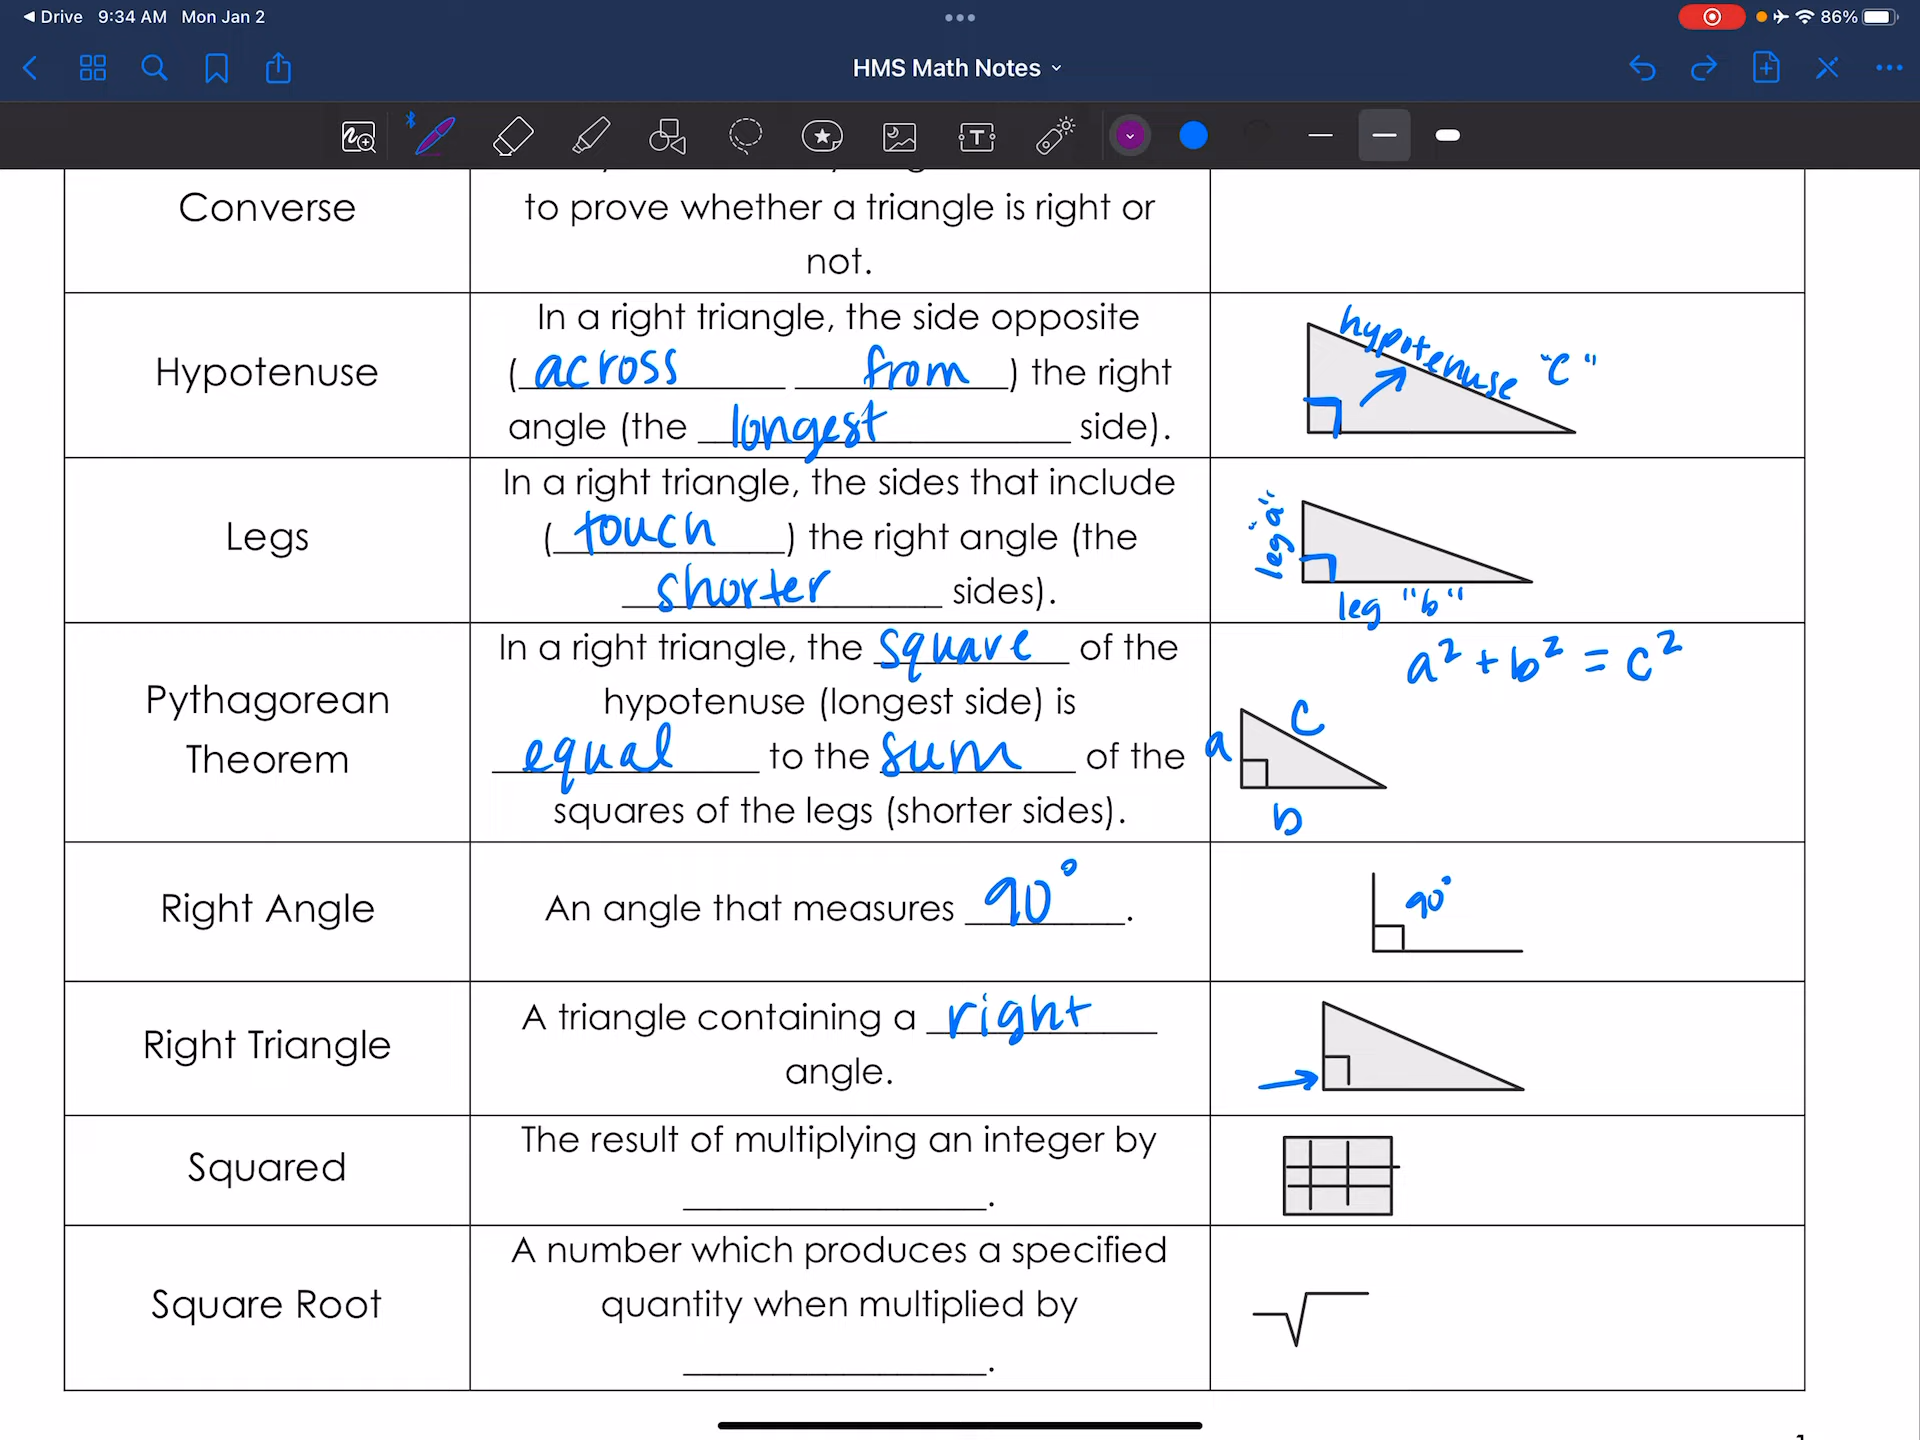 Drive 9:34 AM Mon Jan 2
86%
HMS Math Notes
T
Converse
to prove whether a triangle is right or
not.
Hypotenuse
In a right triangle, the side opposite
(across from) the right
angle (the longest side).
hypotenuse "c"
Legs
In a right triangle, the sides that include
(touch) the right angle (the
shorter sides).
leg "a"
leg "b"
Pythagorean
Theorem
In a right triangle, the square of the
hypotenuse (longest side) is
equal to the sum of the
squares of the legs (shorter sides).
a² + b² = c²
c
a
b
Right Angle
An angle that measures 90°.
90°
Right Triangle
A triangle containing a right
angle.
Squared
The result of multiplying an integer by
____________.
Square Root
A number which produces a specified
quantity when multiplied by
____________.
√